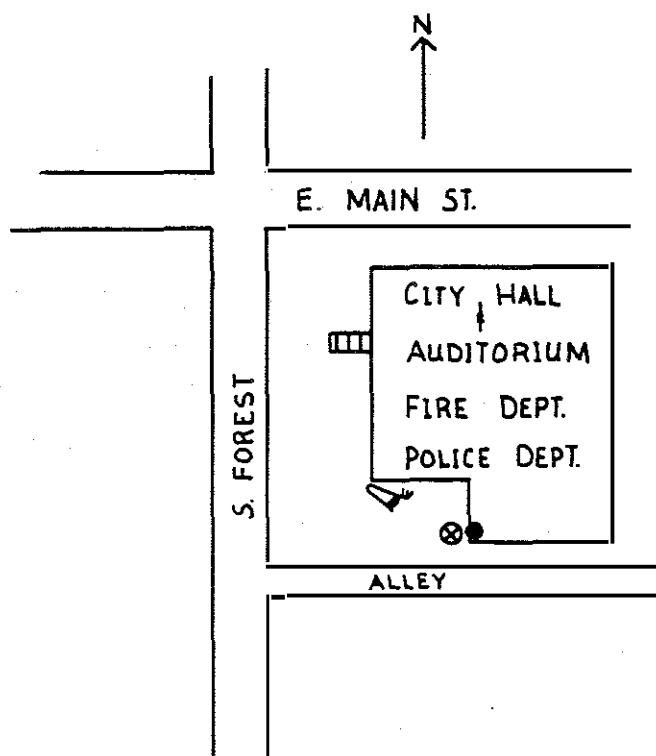 N
E. MAIN ST.
CITY HALL
&
AUDITORIUM
FIRE DEPT.
POLICE DEPT.
S. FOREST
ALLEY